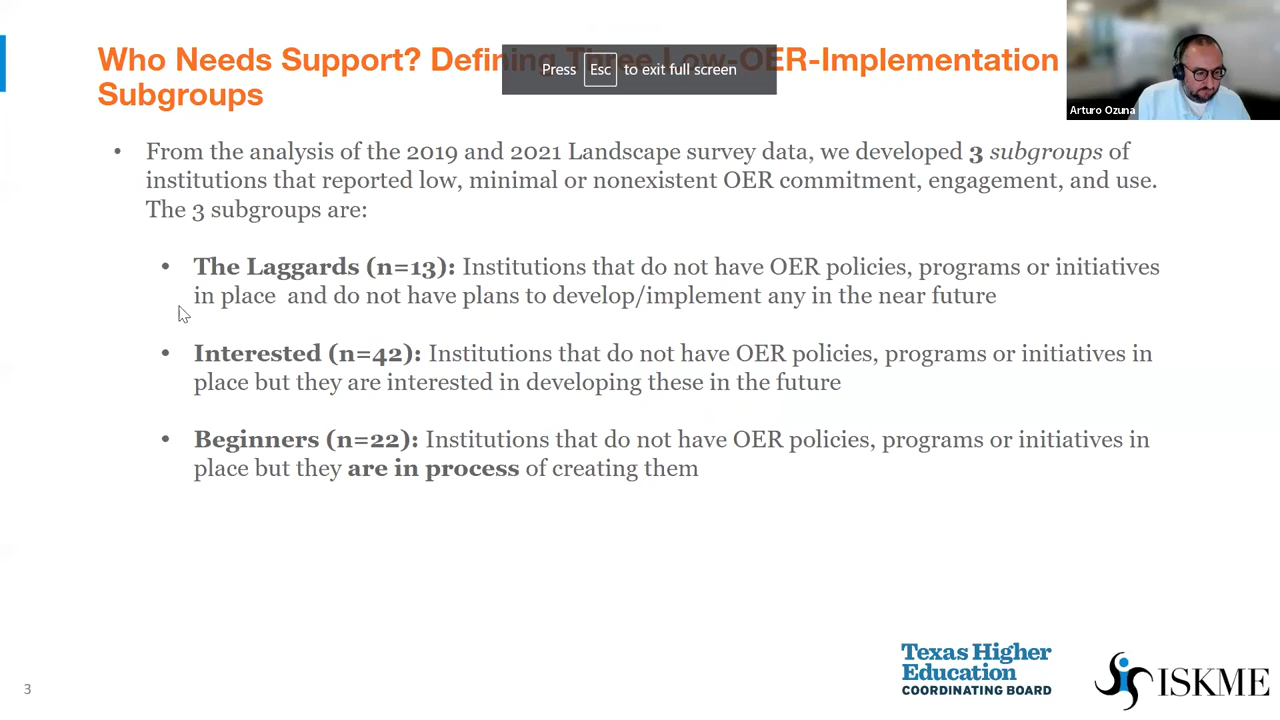 Who Needs Support? Defining Three Low-OER-Implementation
Subgroups
Press Esc to exit full screen
Arturo Ozuna
• From the analysis of the 2019 and 2021 Landscape survey data, we developed 3 subgroups of
institutions that reported low, minimal or nonexistent OER commitment, engagement, and use.
The 3 subgroups are:
• The Laggards (n=13): Institutions that do not have OER policies, programs or initiatives
in place and do not have plans to develop/implement any in the near future
• Interested (n=42): Institutions that do not have OER policies, programs or initiatives in
place but they are interested in developing these in the future
• Beginners (n=22): Institutions that do not have OER policies, programs or initiatives in
place but they are in process of creating them
Texas Higher
Education
COORDINATING BOARD
ISKME
3